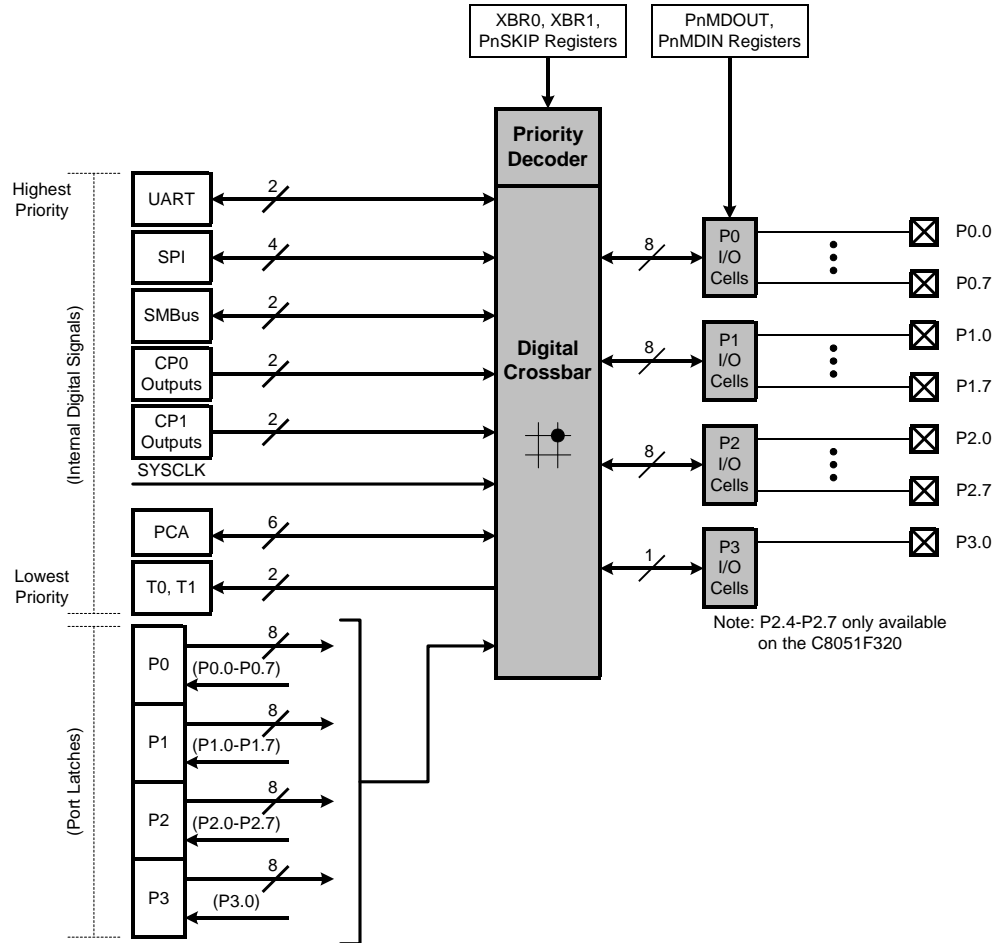 XBR0, XBR1,
PnSKIP Registers
PnMDOUT,
PnMDIN Registers
Priority
Decoder
Highest
Priority
UART
2
SPI
4
SMBus
2
CP0
Outputs
2
CP1
Outputs
2
SYSCLK
PCA
6
T0, T1
2
Lowest
Priority
(Internal Digital Signals)
Digital
Crossbar
8
P0
I/O
Cells
P0.0
P0.7
8
P1
I/O
Cells
P1.0
P1.7
8
P2
I/O
Cells
P2.0
P2.7
1
P3
I/O
Cells
P3.0
Note: P2.4-P2.7 only available
on the C8051F320
(Port Latches)
P0
8
(P0.0-P0.7)
P1
8
(P1.0-P1.7)
P2
8
(P2.0-P2.7)
P3
8
(P3.0)